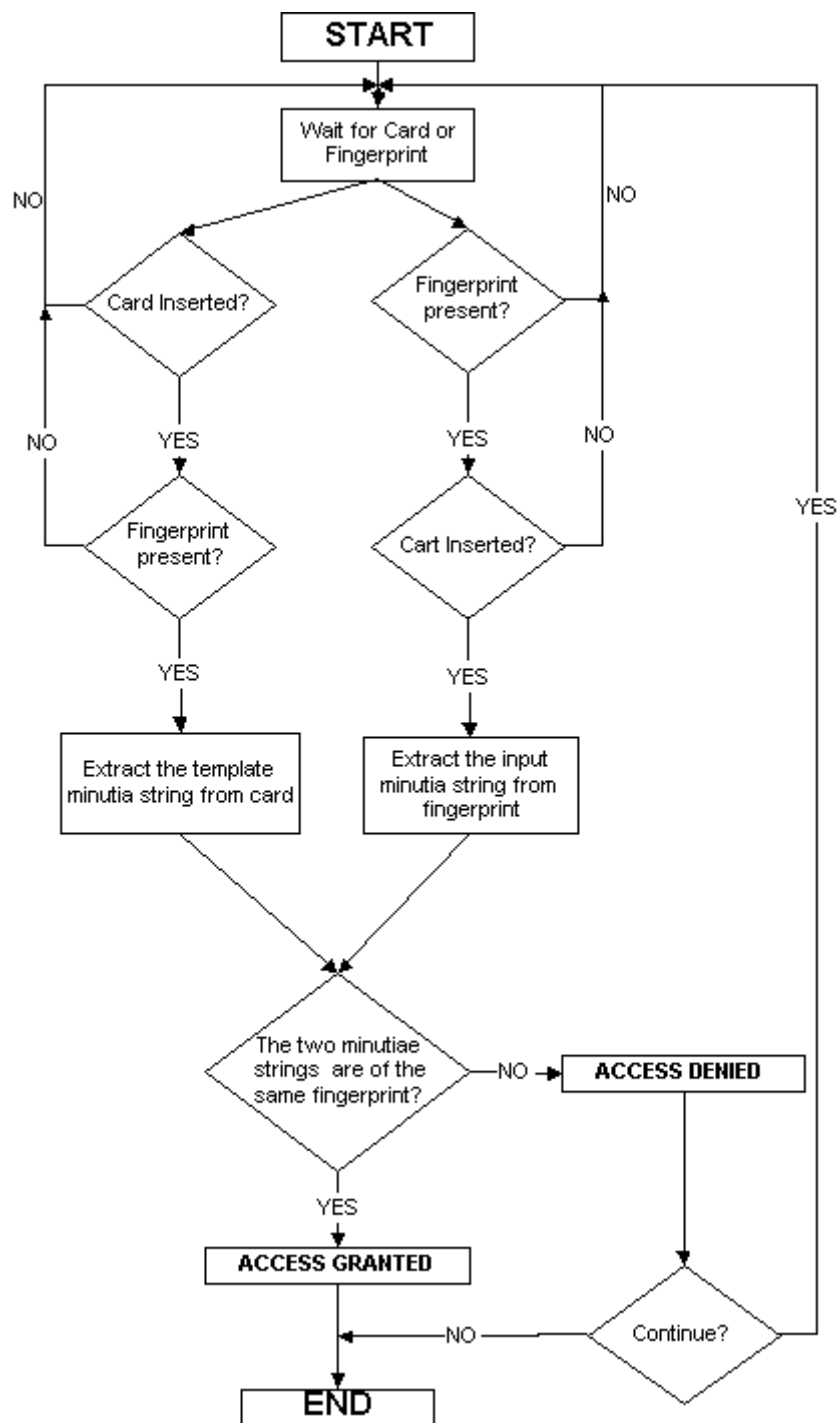 START
Wait for Card or
Fingerprint
NO
NO
Card Inserted?
Fingerprint
present?
NO
YES
YES
NO
YES
Fingerprint
present?
Cart Inserted?
YES
YES
Extract the template
minutia string from card
Extract the input
minutia string from
fingerprint
The two minutiae
strings are of the
same fingerprint?
NO
ACCESS DENIED
YES
ACCESS GRANTED
NO
Continue?
END